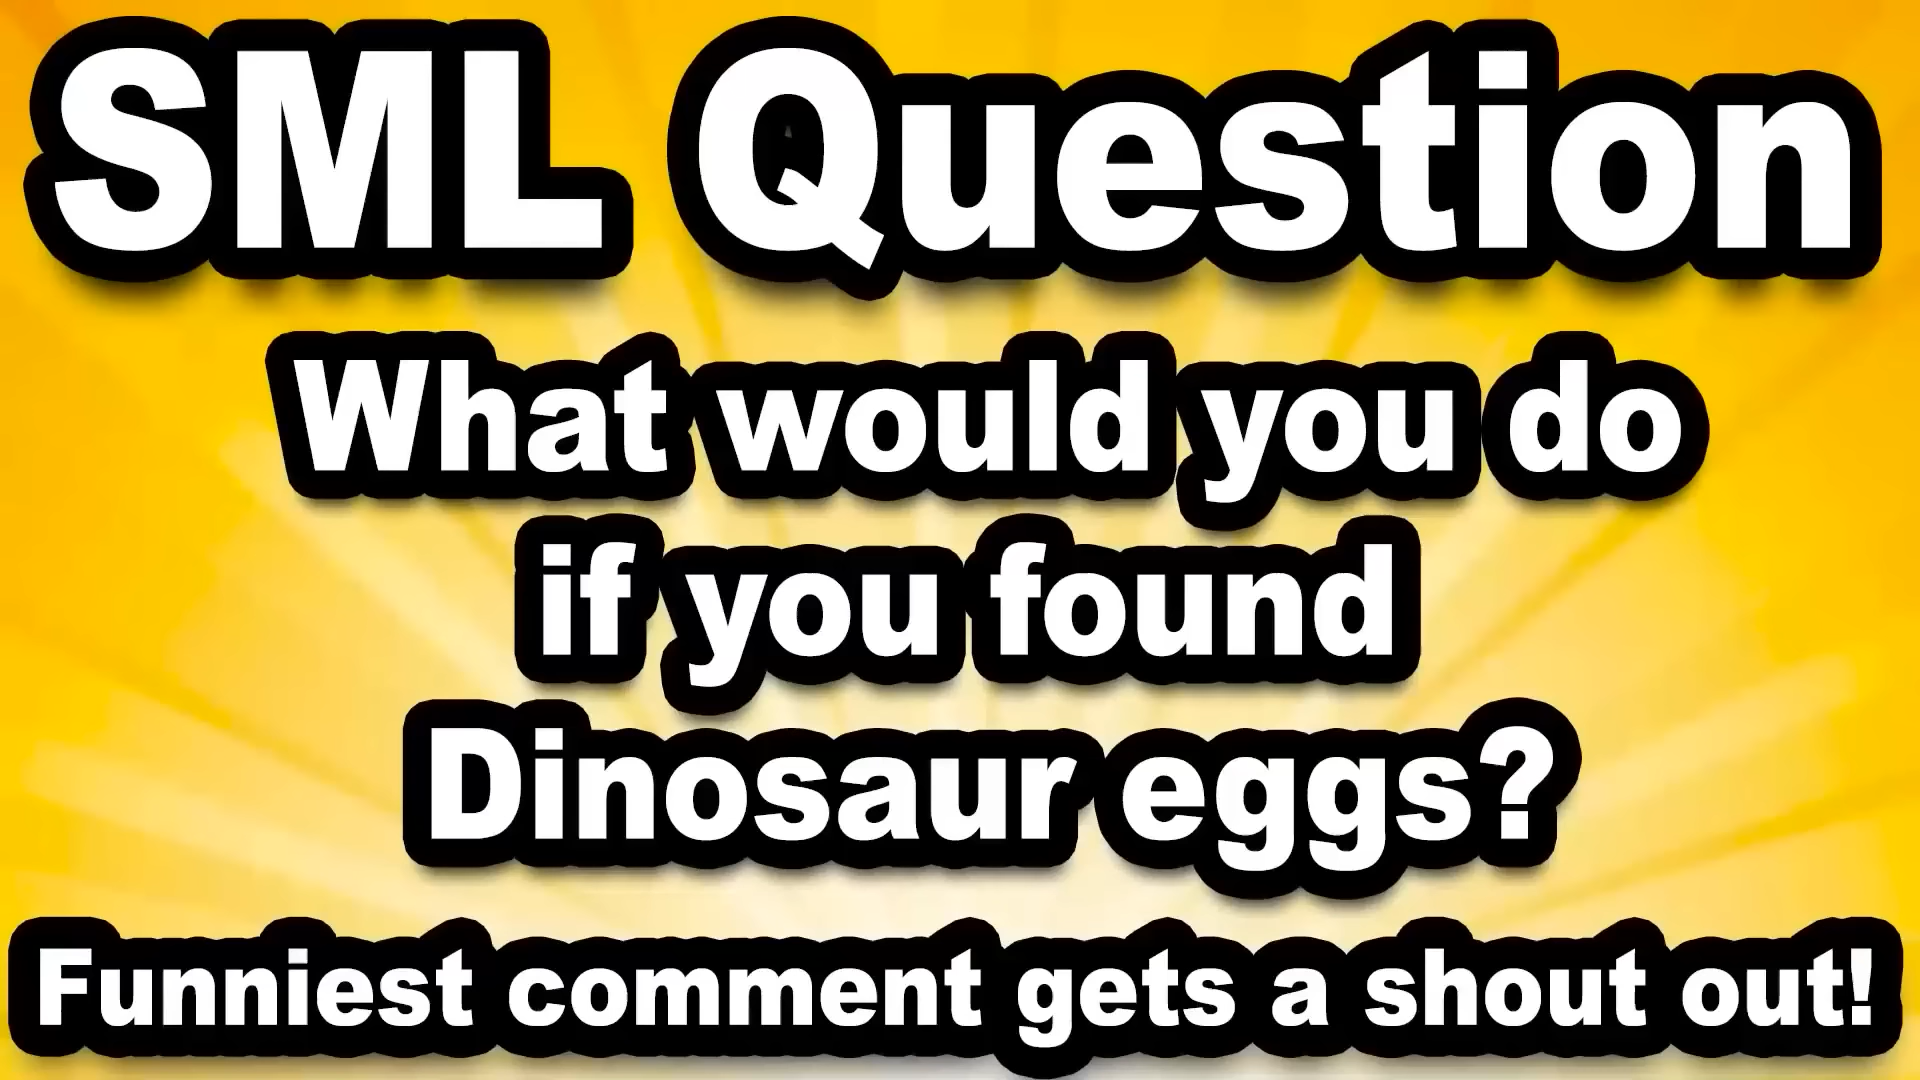 SML Question
What would you do
if you found
Dinosaur eggs?
Funniest comment gets a shout out!